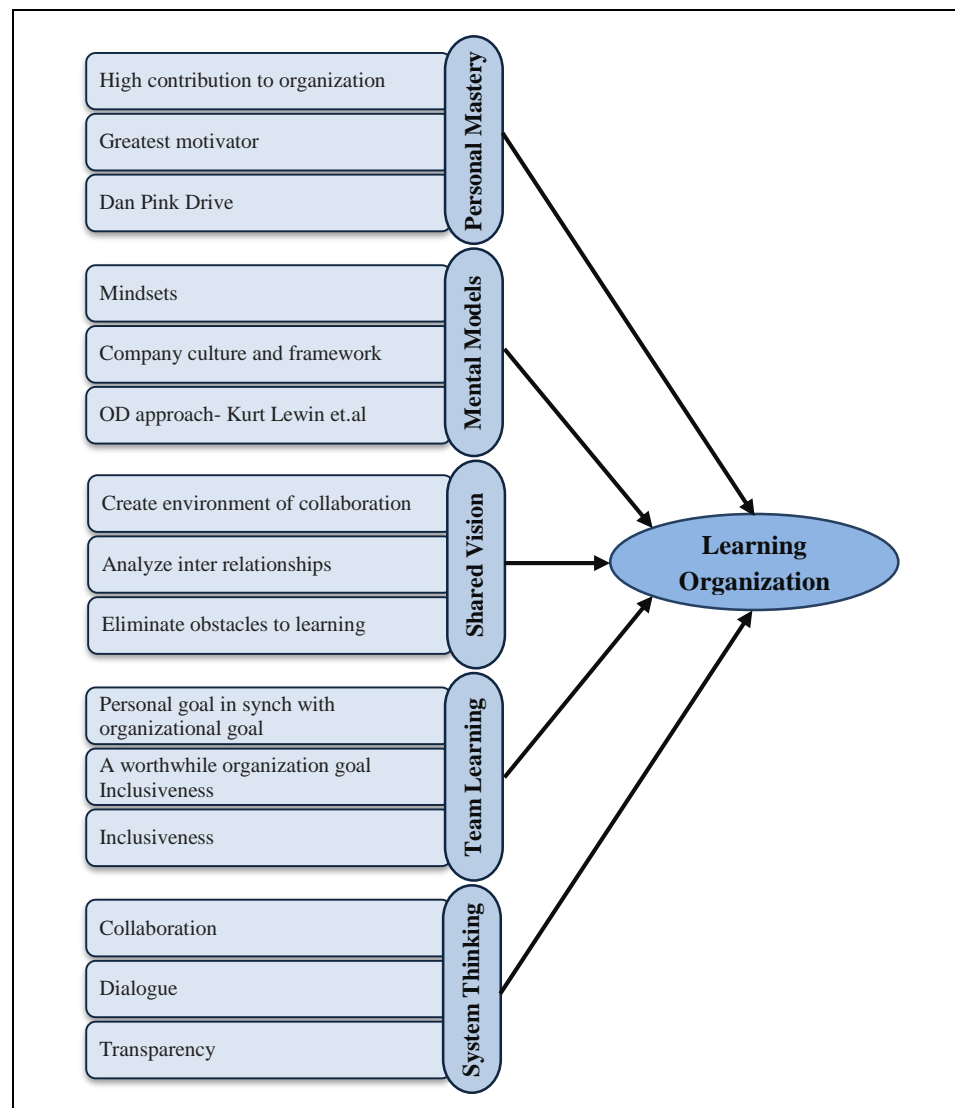 High contribution to organization
Greatest motivator
Dan Pink Drive
Personal Mastery
Mindsets
Company culture and framework
OD approach- Kurt Lewin et.al
Mental Models
Create environment of collaboration
Analyze inter relationships
Eliminate obstacles to learning
Shared Vision
Personal goal in synch with
organizational goal
A worthwhile organization goal
Inclusiveness
Inclusiveness
Team Learning
Collaboration
Dialogue
Transparency
System Thinking
Learning
Organization